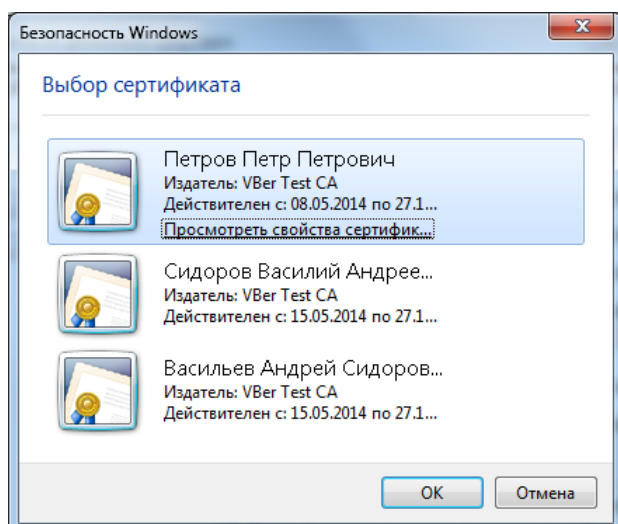 Безопасность Windows
Выбор сертификата
Петров Петр Петрович
Издатель: VBer Test CA
Действителен с: 08.05.2014 по 27.1...
Просмотреть свойства сертифик...
Сидоров Василий Андрее...
Издатель: VBer Test CA
Действителен с: 15.05.2014 по 27.1...
Васильев Андрей Сидоров...
Издатель: VBer Test CA
Действителен с: 15.05.2014 по 27.1...
ОК Отмена